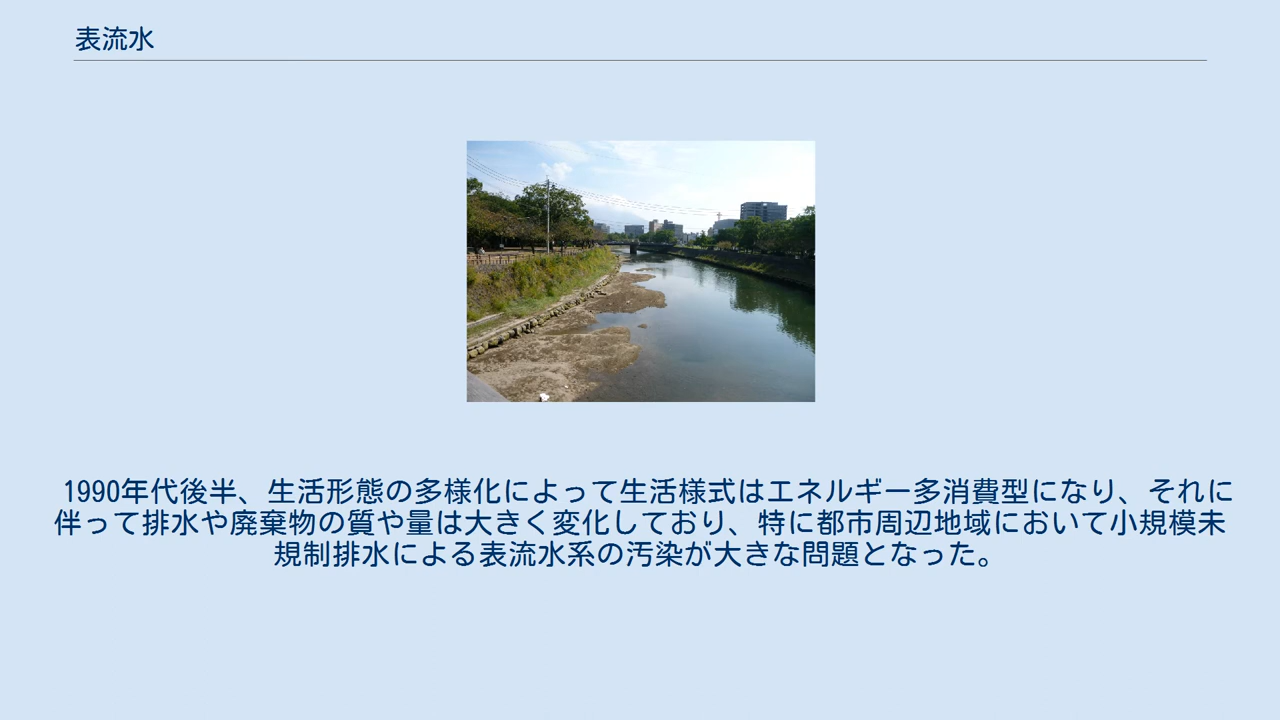 表流水
1990年代後半、生活形態の多様化によって生活様式はエネルギー多消費型になり、それに
伴って排水や廃棄物の質や量は大きく変化しており、特に都市周辺地域において小規模未
規制排水による表流水系の汚染が大きな問題となった。